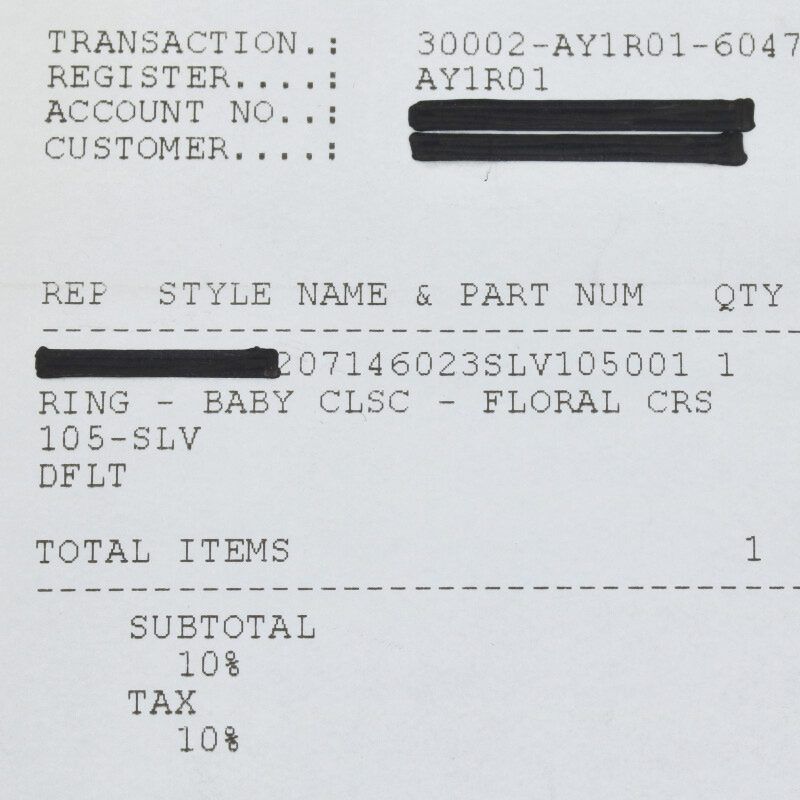 TRANSACTION.: 30002-AY1R01-6047
REGISTER....: AY1R01
ACCOUNT NO..:
CUSTOMER....:
REP STYLE NAME & PART NUM QTY
207146023SLV105001 1
RING - BABY CLSC - FLORAL CRS
105-SLV
DFLT
TOTAL ITEMS 1
SUBTOTAL
10%
TAX
10%